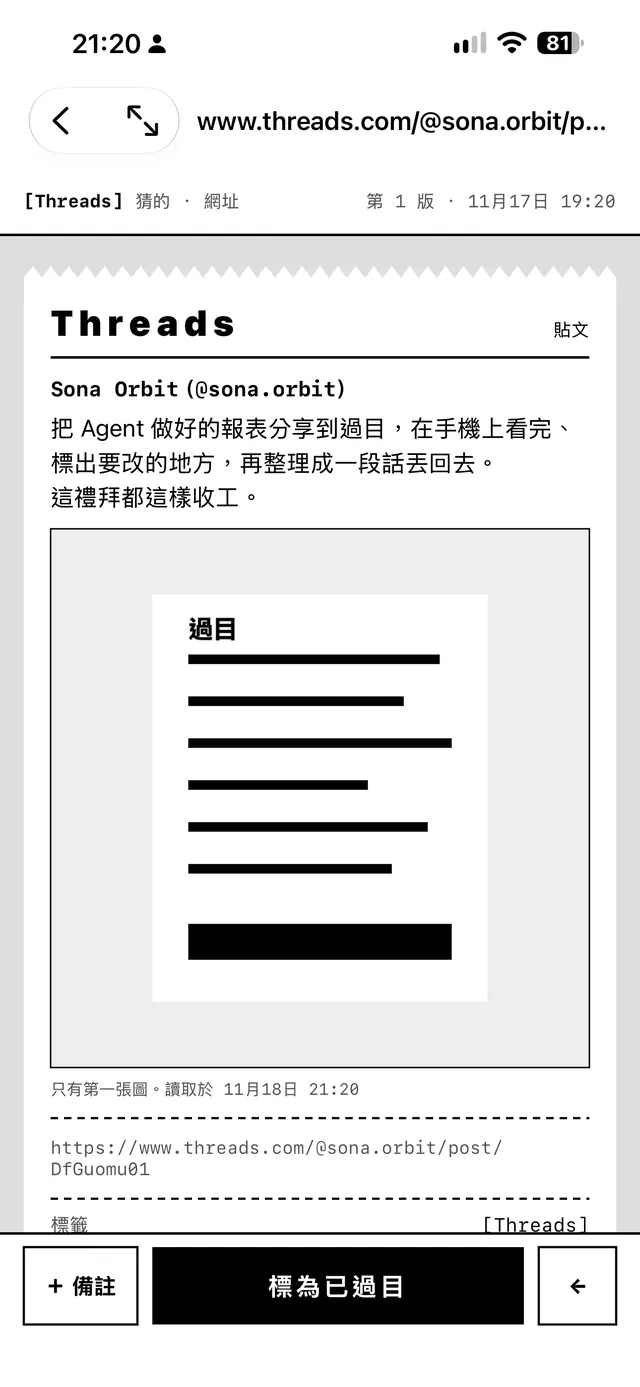 21:20
81
www.threads.com/@sona.orbit/p...
[Threads] 猜的 · 網址
第 1 版 · 11月17日 19:20
Threads
貼文
Sona Orbit (@sona.orbit)
把 Agent 做好的報表分享到過目，在手機上看完、
標出要改的地方，再整理成一段話丟回去。
這禮拜都這樣收工。
過目
只有第一張圖。讀取於 11月18日 21:20
https://www.threads.com/@sona.orbit/post/
DfGuomu01
標籤
[Threads]
+ 備註
標為已過目